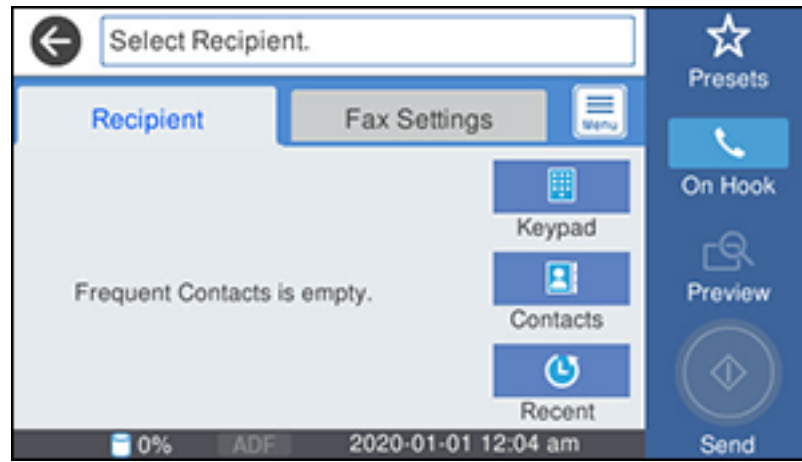 Select Recipient.
Presets
Recipient
Fax Settings
Menu
On Hook
Keypad
Frequent Contacts is empty.
Preview
Contacts
Recent
0%
ADF
2020-01-01 12:04 am
Send